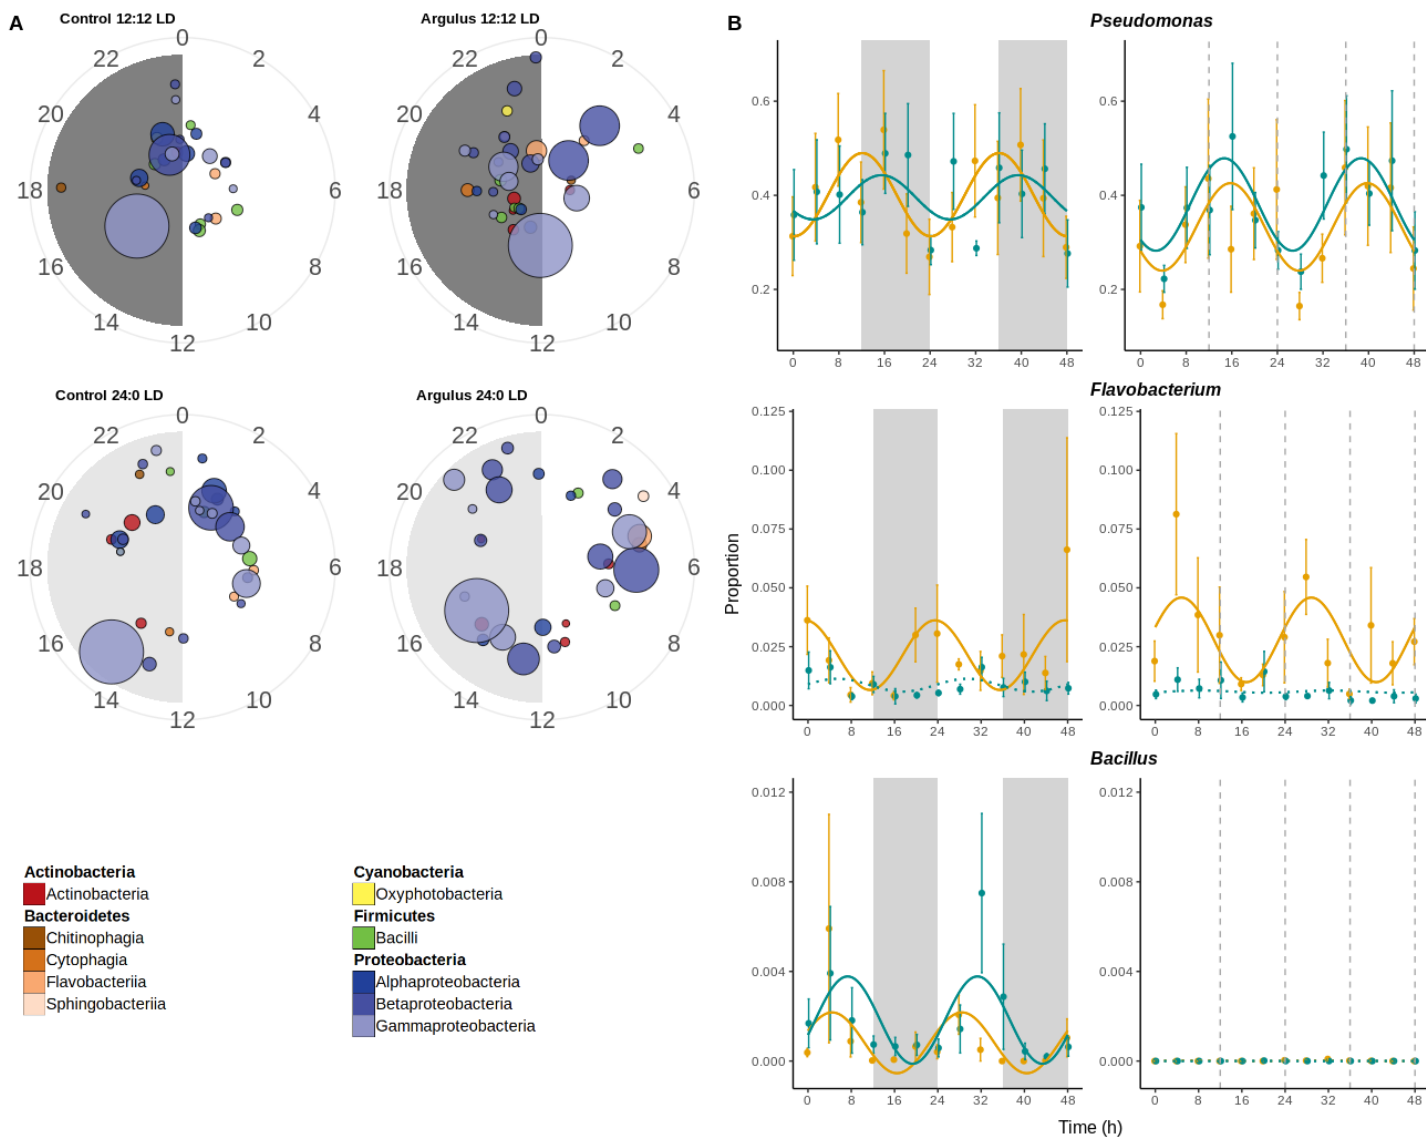 A
Control 12:12 LD
0
2
4
6
8
10
12
14
16
18
20
22
Argulus 12:12 LD
0
2
4
6
8
10
12
14
16
18
20
22
Control 24:0 LD
0
2
4
6
8
10
12
14
16
18
20
22
Argulus 24:0 LD
0
2
4
6
8
10
12
14
16
18
20
22
Actinobacteria
Actinobacteria
Bacteroidetes
Chitinophagia
Cytophagia
Flavobacteriia
Sphingobacteriia
Cyanobacteria
Oxyphotobacteria
Firmicutes
Bacilli
Proteobacteria
Alphaproteobacteria
Betaproteobacteria
Gammaproteobacteria
B
Pseudomonas
0.6
0.4
0.2
0 8 16 24 32 40 48
0.6
0.4
0.2
0 8 16 24 32 40 48
Flavobacterium
Proportion
0.125
0.100
0.075
0.050
0.025
0.000
0 8 16 24 32 40 48
0.125
0.100
0.075
0.050
0.025
0.000
0 8 16 24 32 40 48
Bacillus
0.012
0.008
0.004
0.000
0 8 16 24 32 40 48
0.012
0.008
0.004
0.000
0 8 16 24 32 40 48
Time (h)